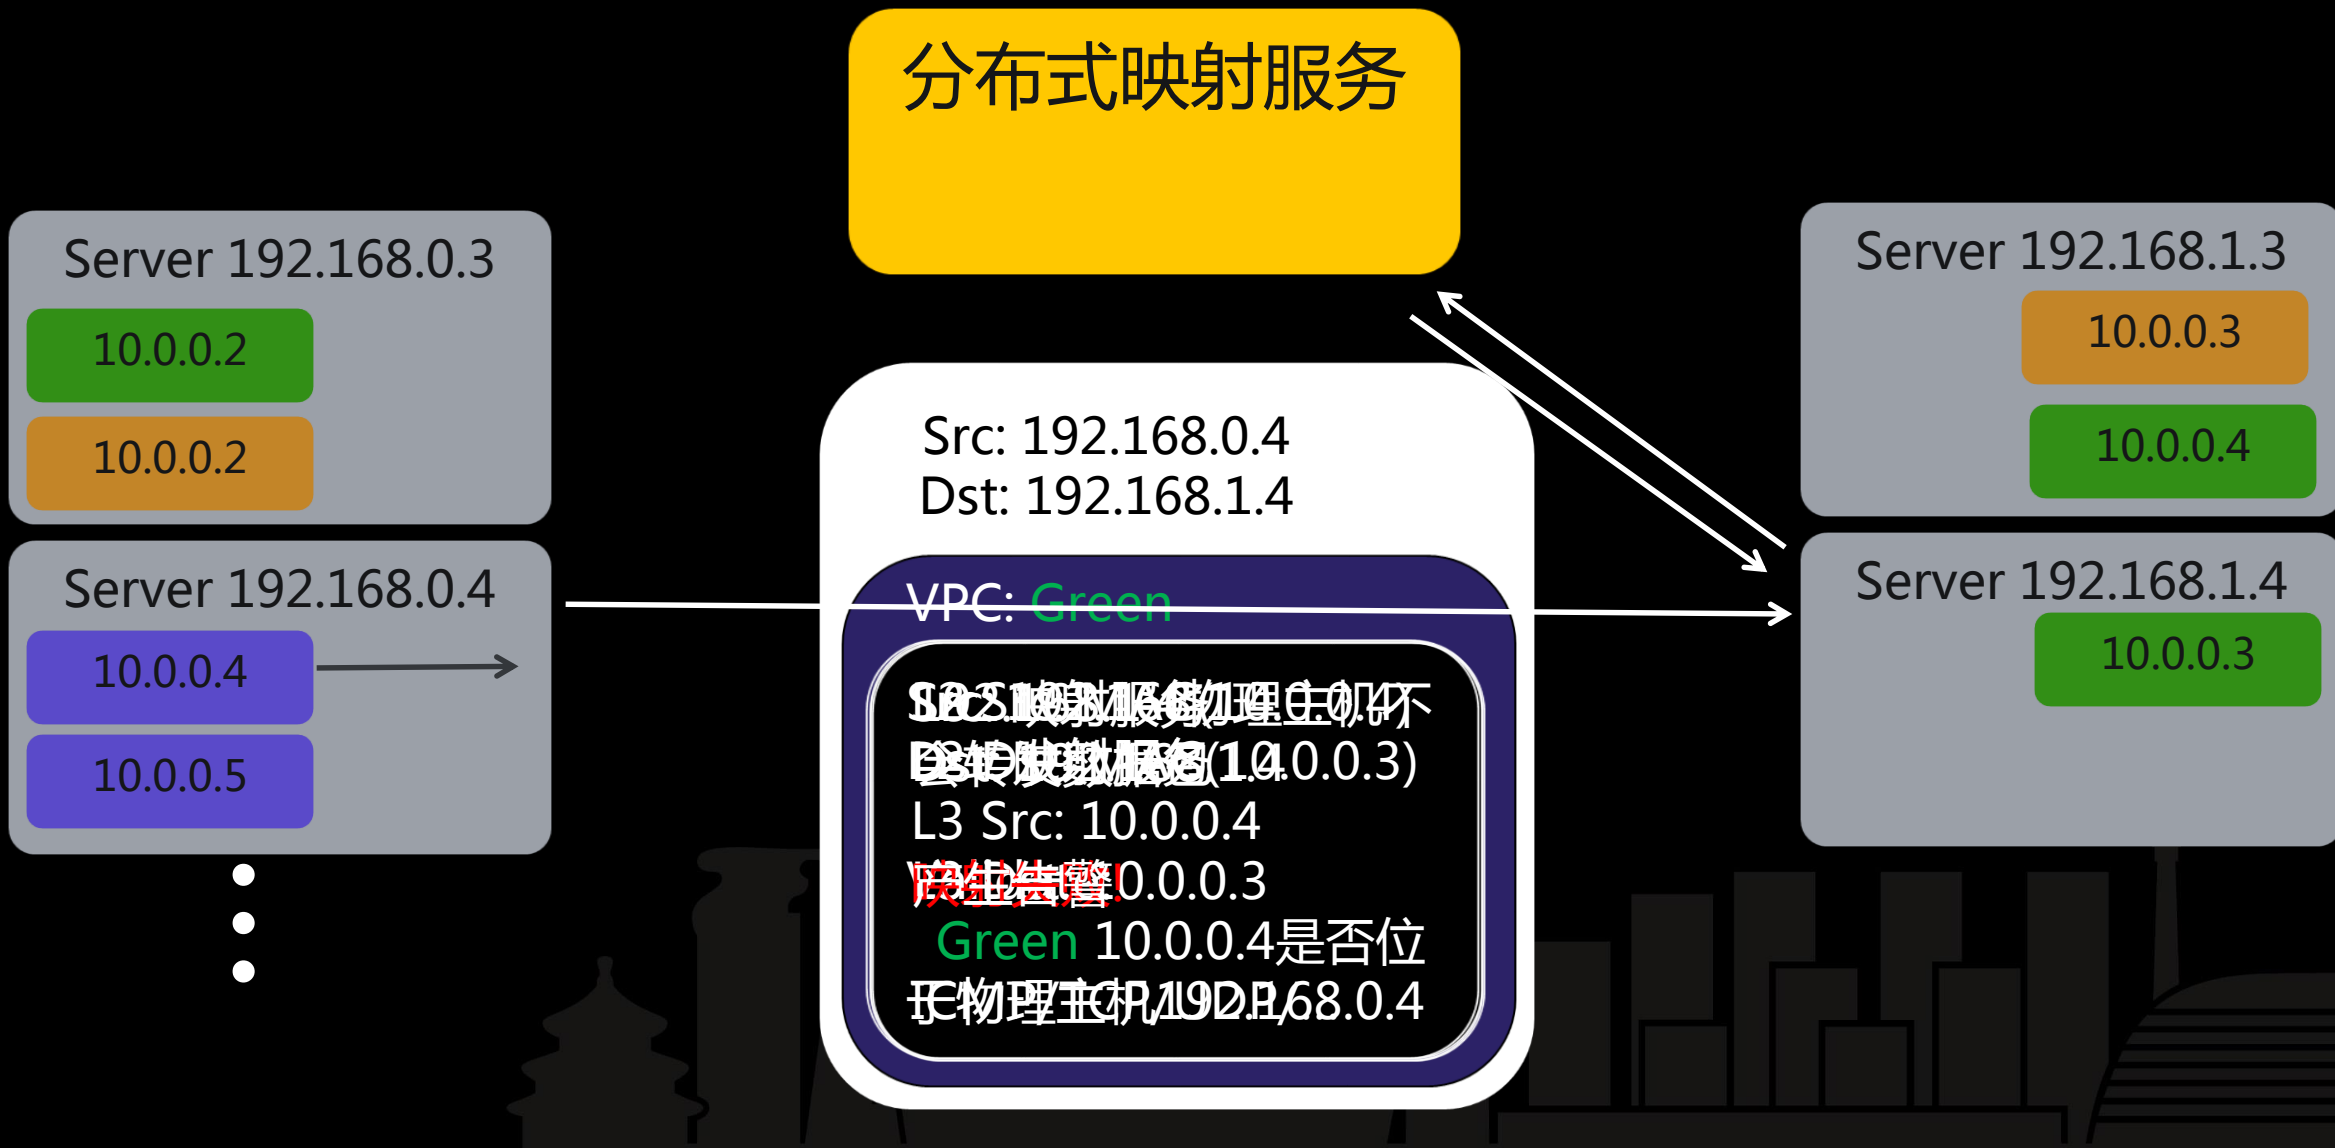 分布式映射服务
Server 192.168.0.3
10.0.0.2
10.0.0.2
Server 192.168.0.4
10.0.0.4
10.0.0.5
Src: 192.168.0.4
Dst: 192.168.1.4
VPC: Green
L3 Src: 10.0.0.4
Green 10.0.0.4是否位
Server 192.168.1.3
10.0.0.3
10.0.0.4
Server 192.168.1.4
10.0.0.3